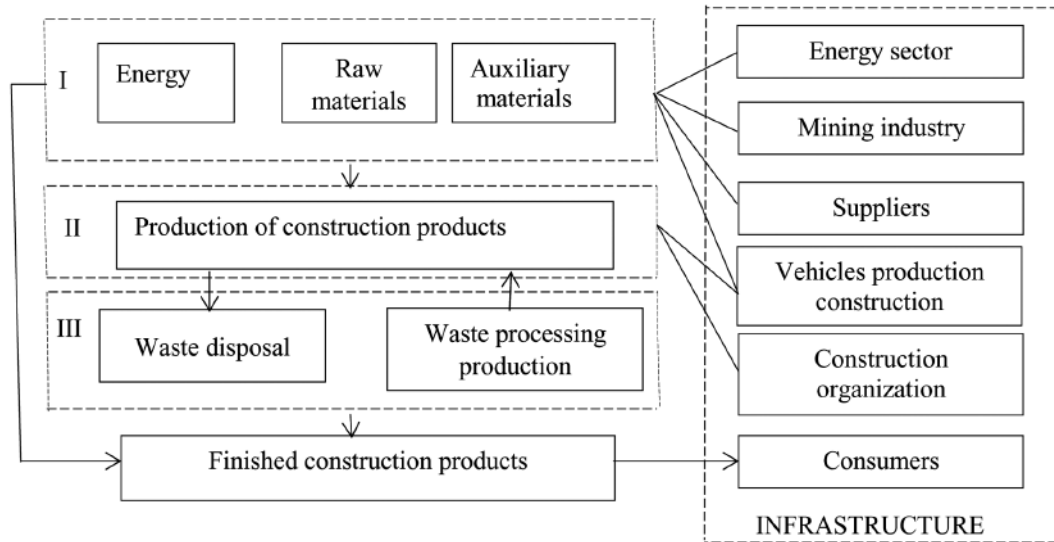 I
Energy
Raw
materials
Auxiliary
materials
II
Production of construction products
III
Waste disposal
Waste processing
production
Finished construction products
Energy sector
Mining industry
Suppliers
Vehicles production
construction
Construction
organization
Consumers
INFRASTRUCTURE